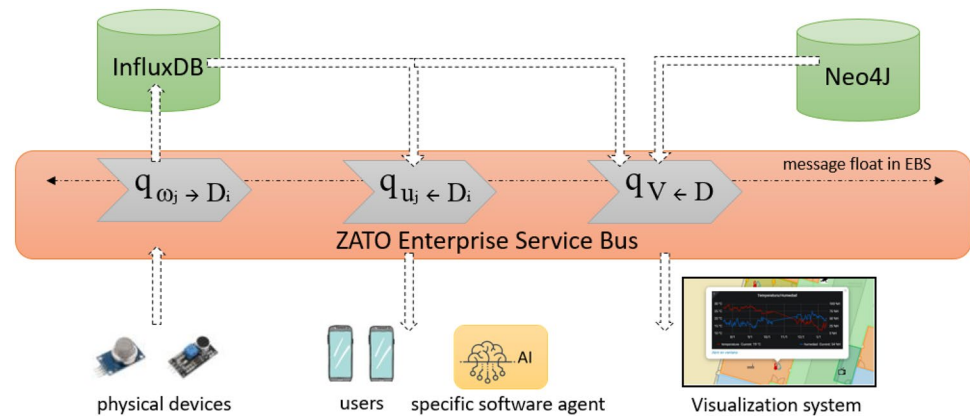 InfluxDB
Neo4J
message float in EBS
q ωj → Di
q uj ← Di
q V ← D
ZATO Enterprise Service Bus
AI
physical devices
users
specific software agent
Visualization system